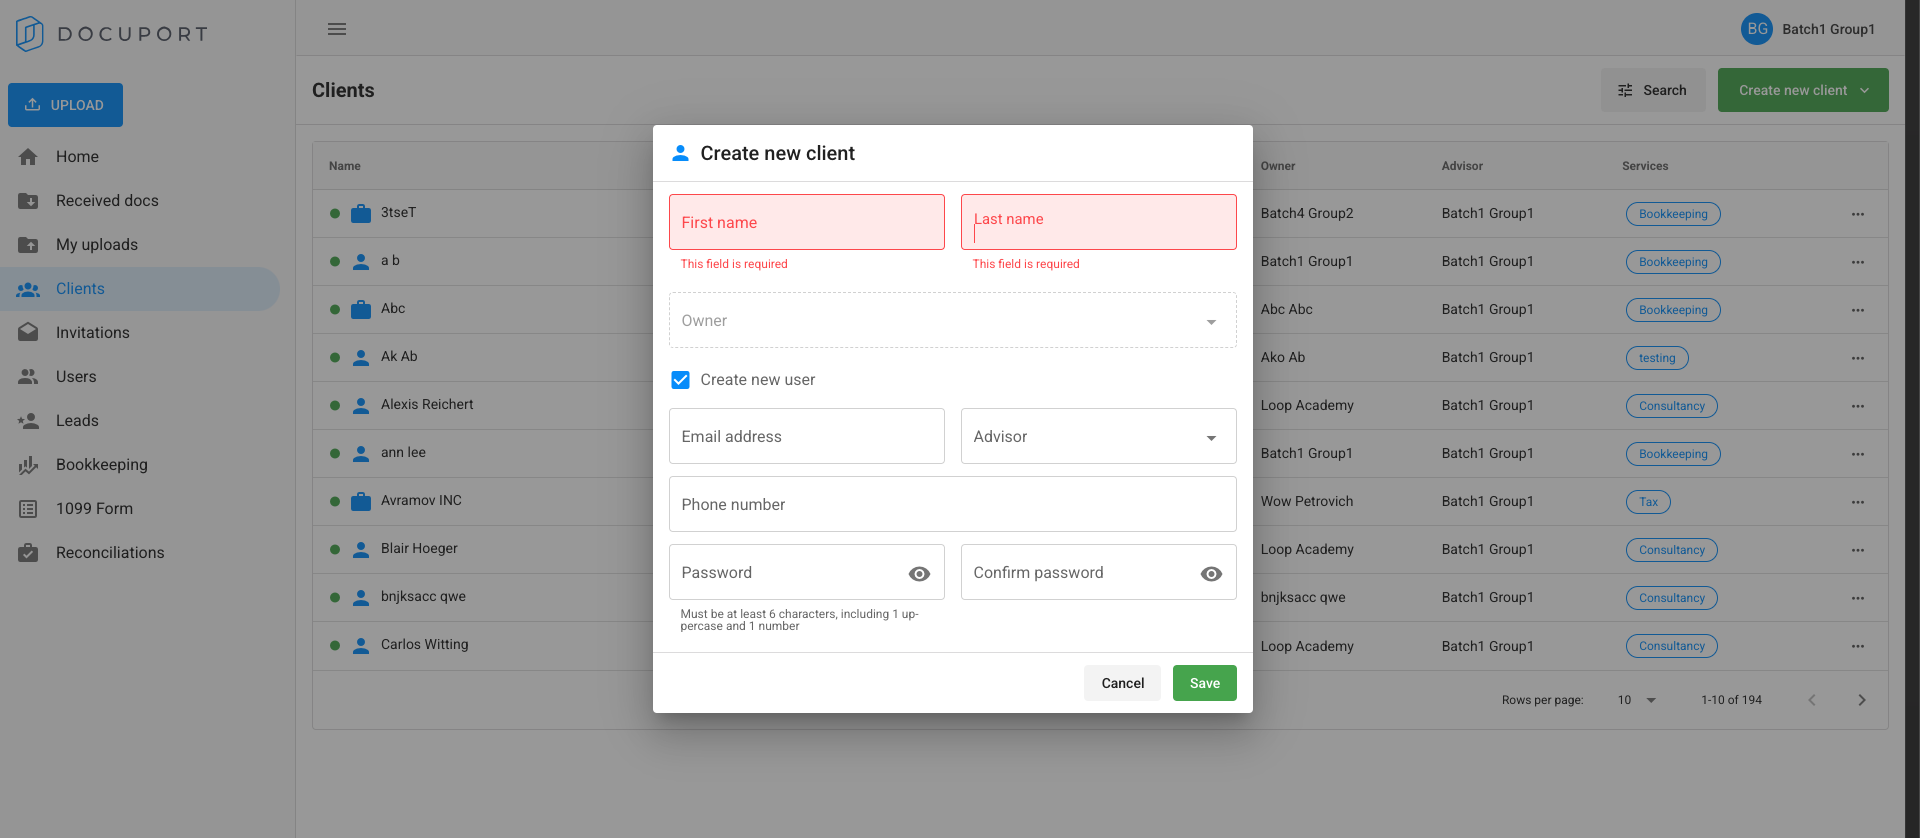 DOCUPORT
BG Batch1 Group1
UPLOAD
Home
Received docs
My uploads
Clients
Invitations
Users
Leads
Bookkeeping
1099 Form
Reconciliations
Clients
Search
Create new client
Name Owner Advisor Services
3tseT Batch4 Group2 Batch1 Group1 Bookkeeping
a b Batch1 Group1 Batch1 Group1 Bookkeeping
Abc Abc Abc Batch1 Group1 Bookkeeping
Ak Ab Ako Ab Batch1 Group1 testing
Alexis Reichert Loop Academy Batch1 Group1 Consultancy
ann lee Batch1 Group1 Batch1 Group1 Bookkeeping
Avramov INC Wow Petrovich Batch1 Group1 Tax
Blair Hoeger Loop Academy Batch1 Group1 Consultancy
bnjksacc qwe bnjksacc qwe Batch1 Group1 Consultancy
Carlos Witting Loop Academy Batch1 Group1 Consultancy
Rows per page: 10 1-10 of 194
Create new client
First name Last name
This field is required This field is required
Owner
Create new user
Email address Advisor
Phone number
Password Confirm password
Must be at least 6 characters, including 1 up-
percase and 1 number
Cancel Save